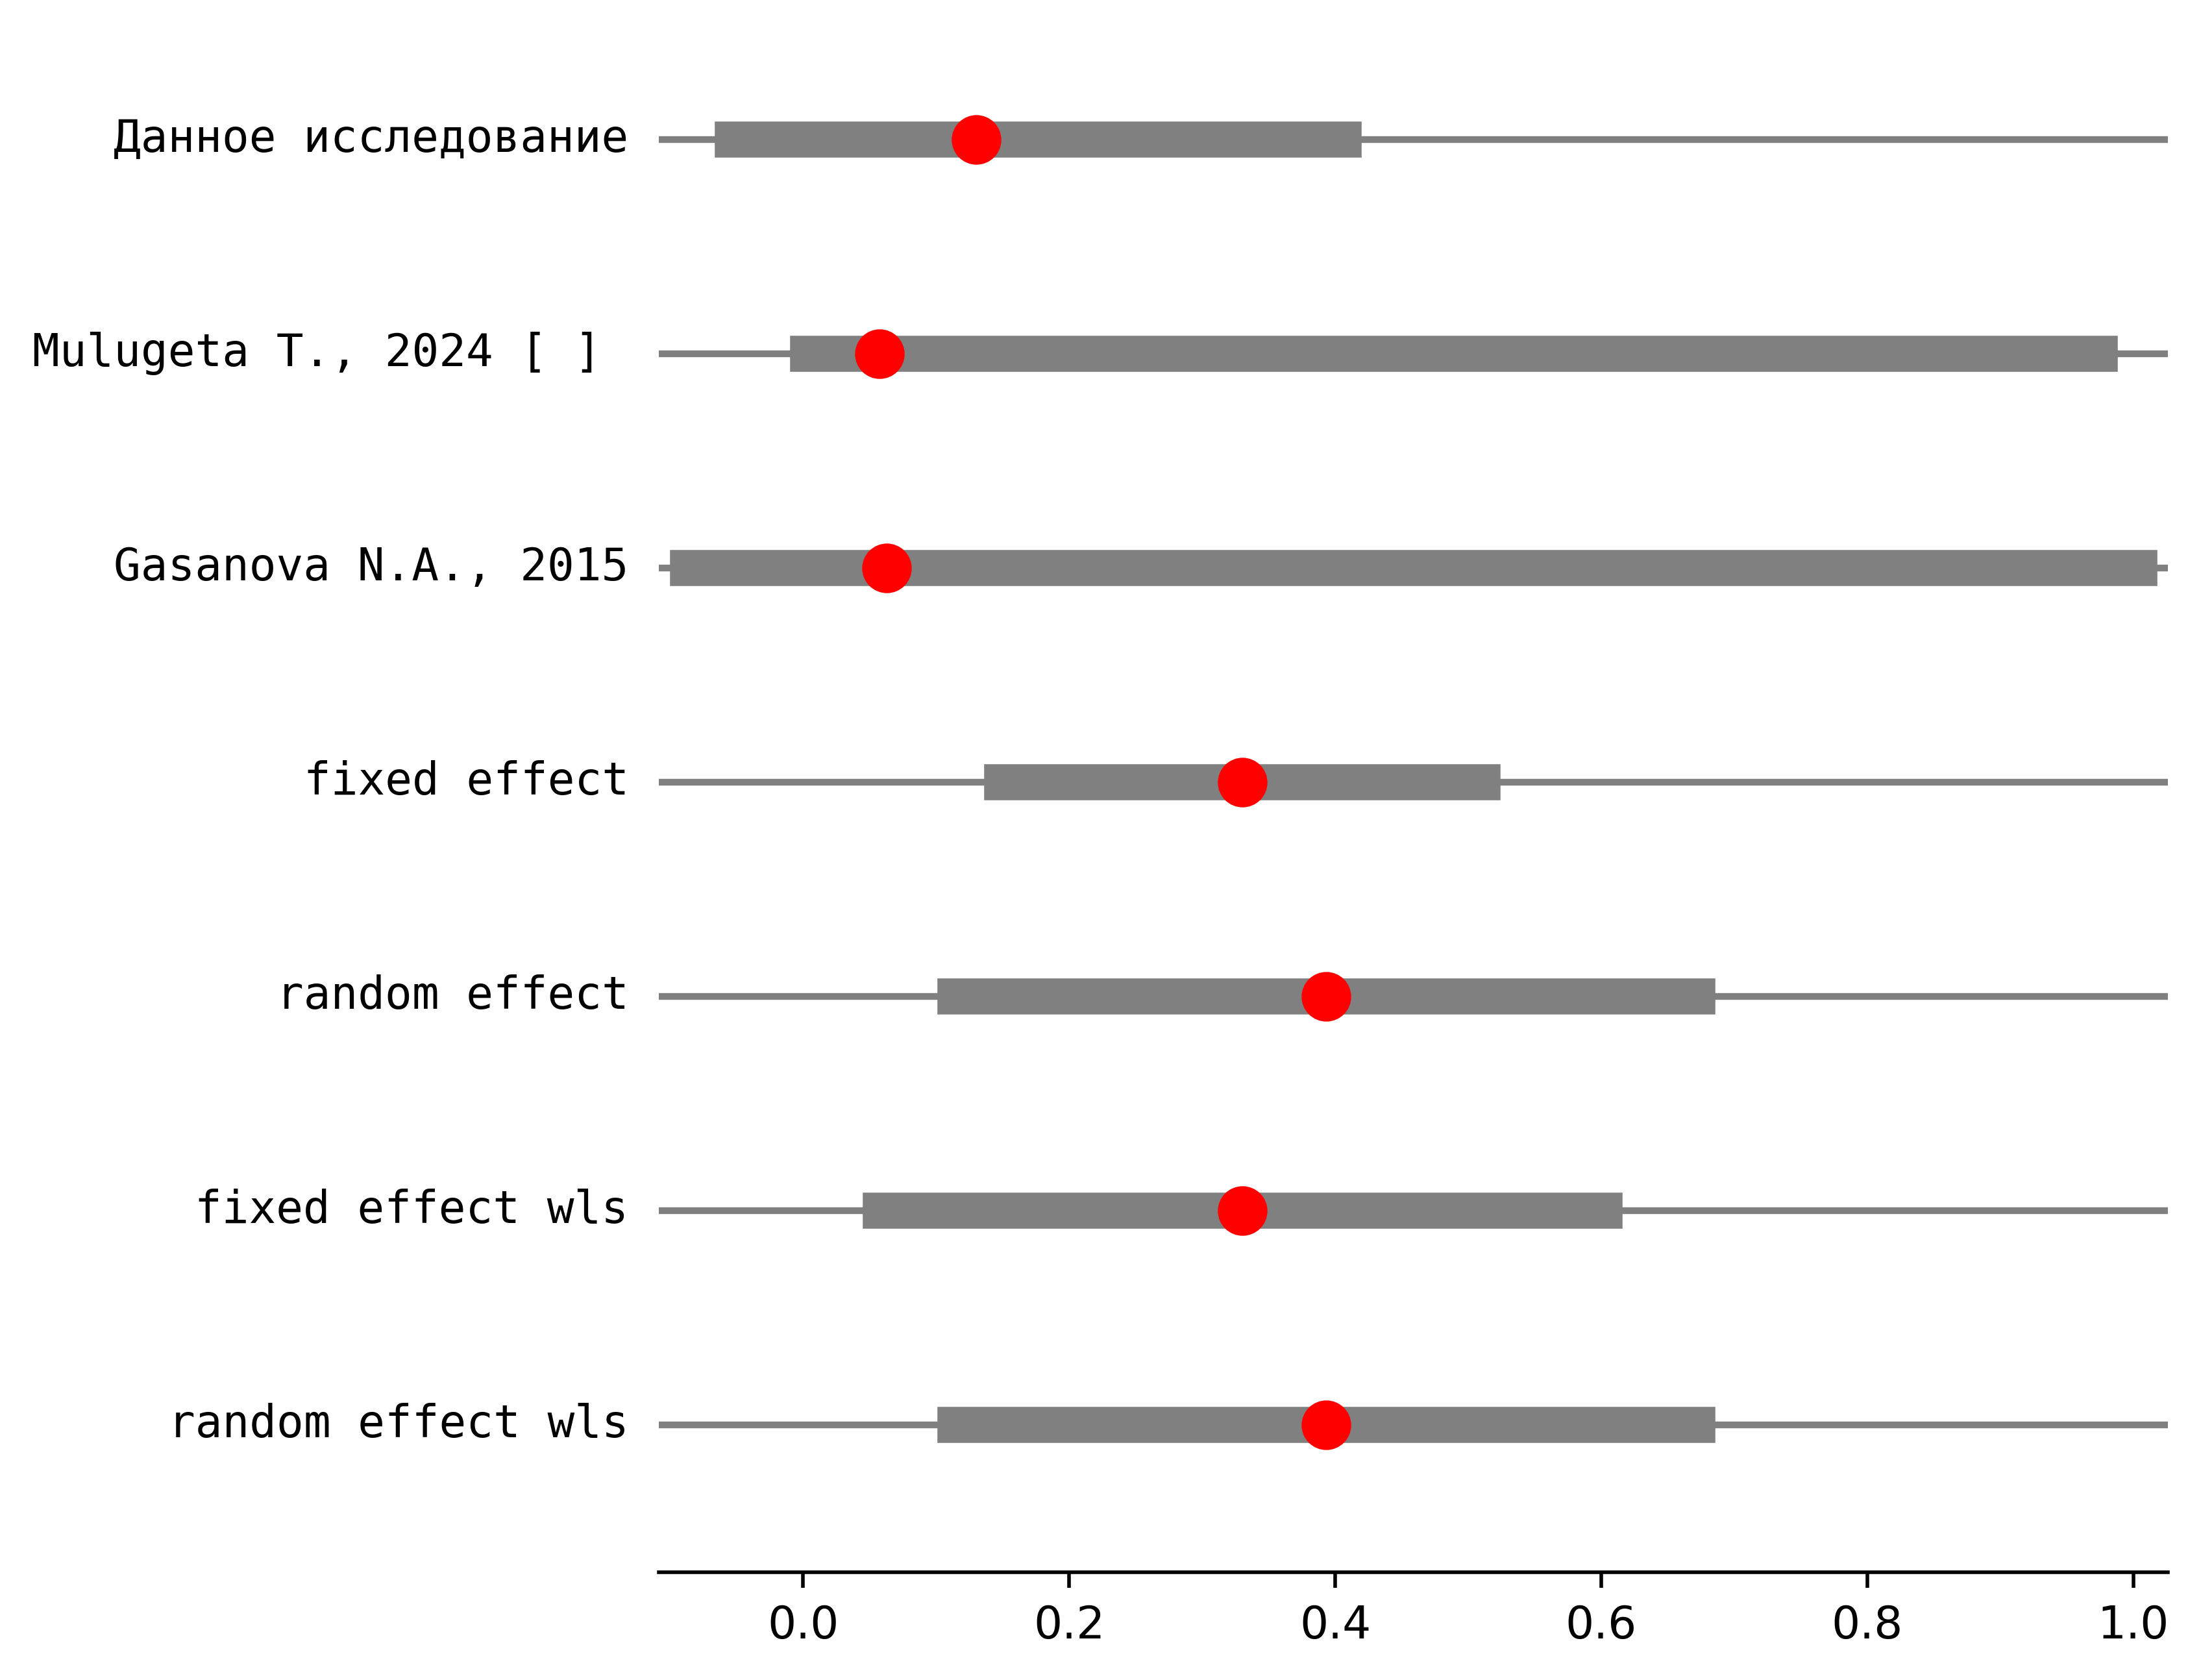 Данное исследование
Mulugeta T., 2024 [ ]
Gasanova N.A., 2015
fixed effect
random effect
fixed effect wls
random effect wls
0.0 0.2 0.4 0.6 0.8 1.0